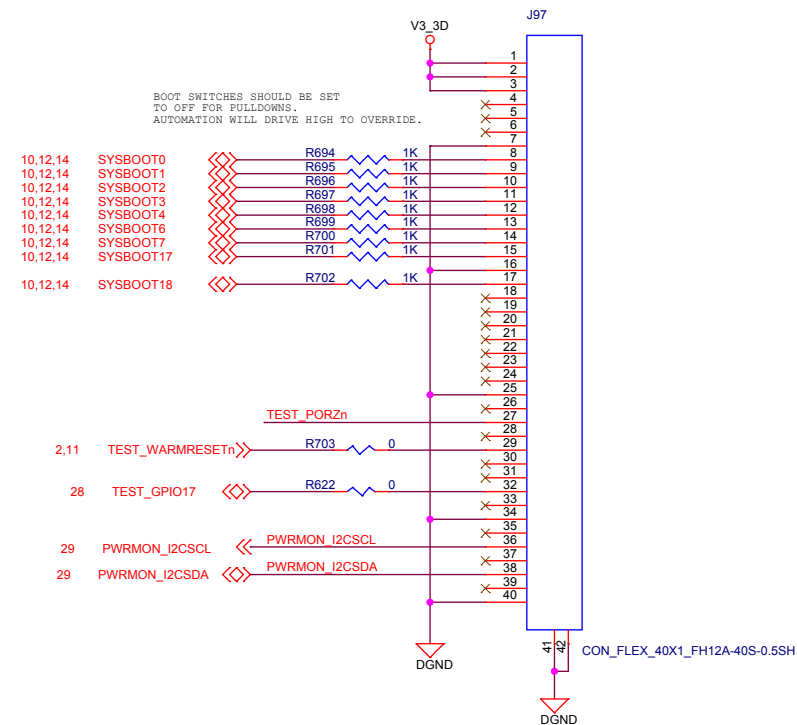 J97
V3_3D
1
2
3
BOOT SWITCHES SHOULD BE SET
TO OFF FOR PULLDOWNS.
AUTOMATION WILL DRIVE HIGH TO OVERRIDE.
4
5
6
7
10,12,14 SYSBOOT0 R694 1K 8
10,12,14 SYSBOOT1 R695 1K 9
10,12,14 SYSBOOT2 R696 1K 10
10,12,14 SYSBOOT3 R697 1K 11
10,12,14 SYSBOOT4 R698 1K 12
10,12,14 SYSBOOT6 R699 1K 13
10,12,14 SYSBOOT7 R700 1K 14
10,12,14 SYSBOOT17 R701 1K 15
16
10,12,14 SYSBOOT18 R702 1K 17
18
19
20
21
22
23
24
25
26
TEST_PORZn 27
28
2,11 TEST_WARMRESETn R703 0 29
30
31
28 TEST_GPIO17 R622 0 32
33
34
35
29 PWRMON_I2CSCL PWRMON_I2CSCL 36
37
29 PWRMON_I2CSDA PWRMON_I2CSDA 38
39
40
41 42 CON_FLEX_40X1_FH12A-40S-0.5SH
DGND
DGND